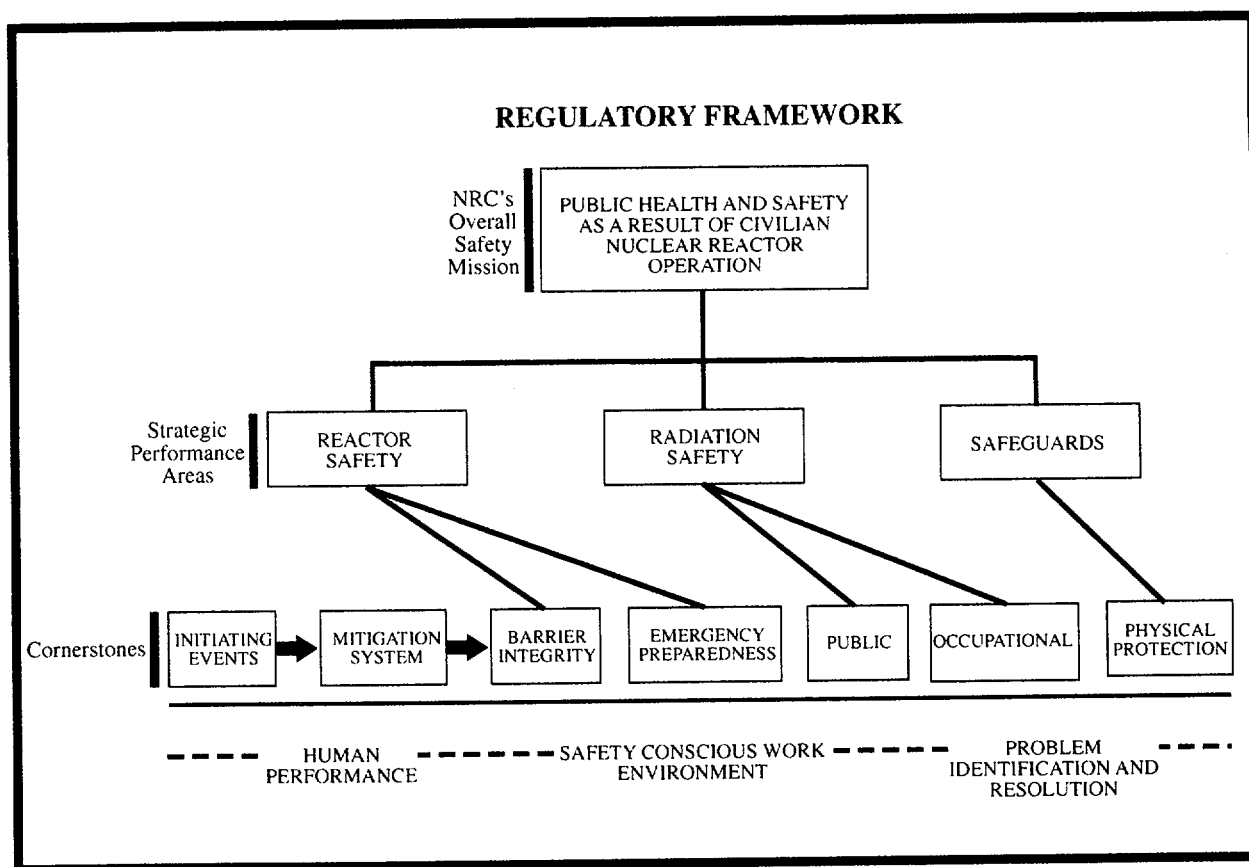 REGULATORY FRAMEWORK
NRC's
Overall
Safety
Mission
PUBLIC HEALTH AND SAFETY
AS A RESULT OF CIVILIAN
NUCLEAR REACTOR
OPERATION
Strategic
Performance
Areas
REACTOR
SAFETY
RADIATION
SAFETY
SAFEGUARDS
Cornerstones
INITIATING
EVENTS
MITIGATION
SYSTEM
BARRIER
INTEGRITY
EMERGENCY
PREPAREDNESS
PUBLIC
OCCUPATIONAL
PHYSICAL
PROTECTION
HUMAN
PERFORMANCE
SAFETY CONSCIOUS WORK
ENVIRONMENT
PROBLEM
IDENTIFICATION AND
RESOLUTION